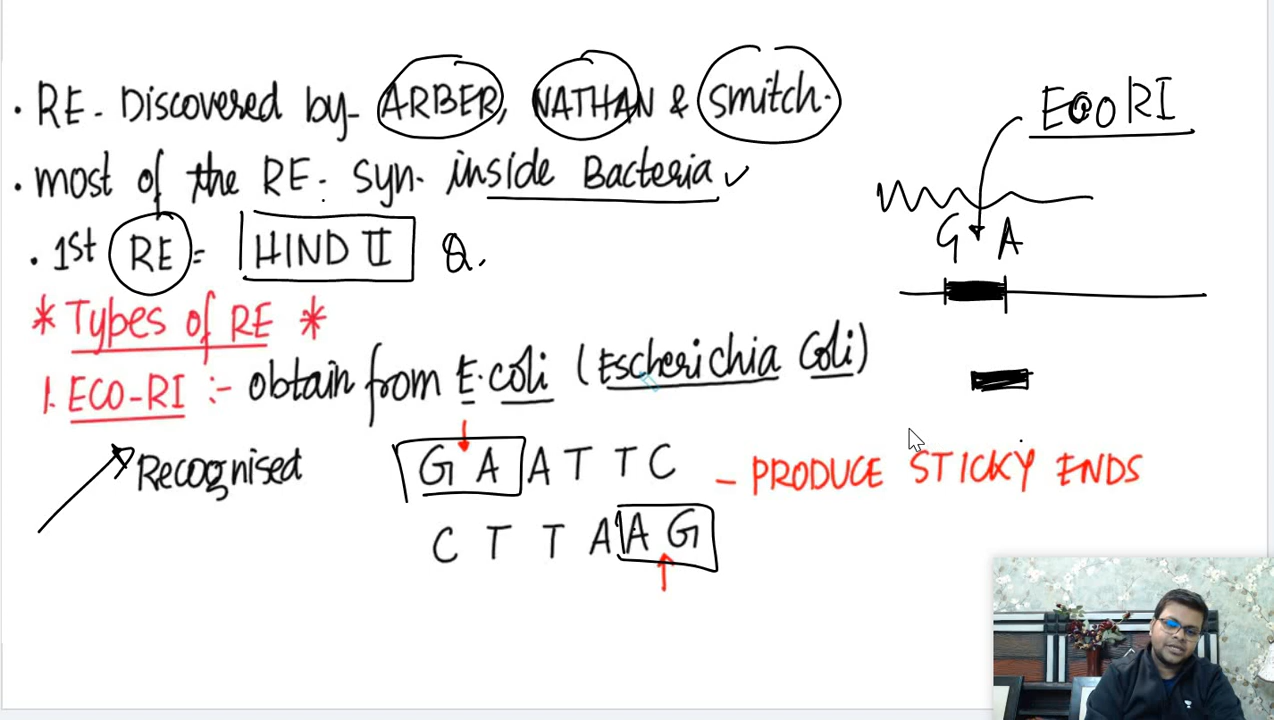 • RE - Discovered by - ARBER, NATHAN & Smitch.
• most of the RE. syn. inside Bacteria ✓
• 1st RE = HIND II Q.
* Types of RE *
1. ECO-RI :- obtain from E.coli (Escherichia Coli)
Recognised G A A T T C - PRODUCE STICKY ENDS
C T T A A G
ECORI
G A